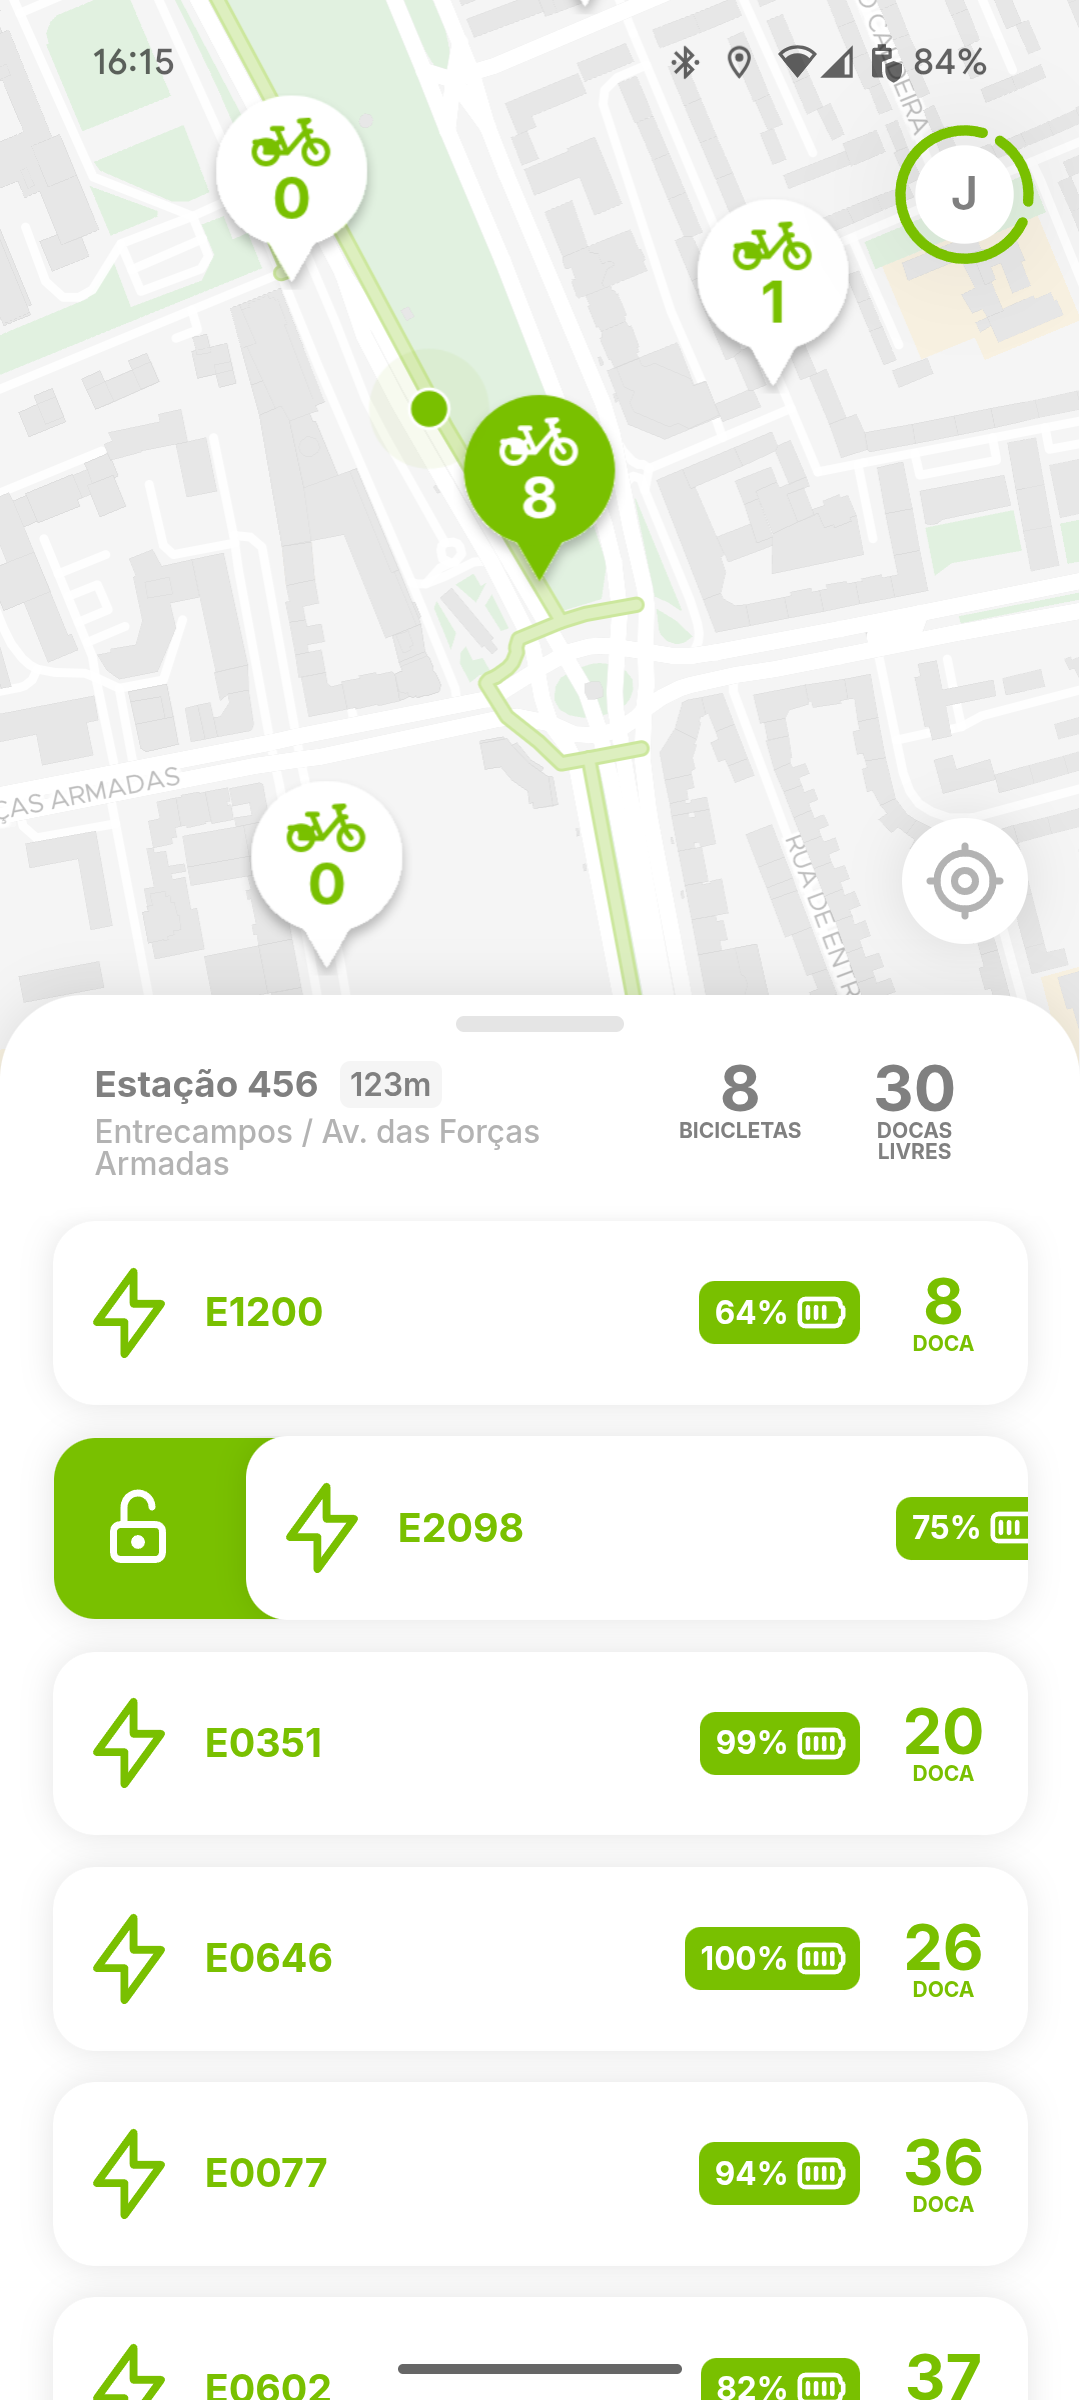 16:15
84%
O CALDEIRA
0
J
1
8
ÇAS ARMADAS
0
RUA DE ENTR
Estação 456
123m
Entrecampos / Av. das Forças
Armadas
8
BICICLETAS
30
DOCAS
LIVRES
E1200
64%
8
DOCA
E2098
75%
E0351
99%
20
DOCA
E0646
100%
26
DOCA
E0077
94%
36
DOCA
E0602
82%
37